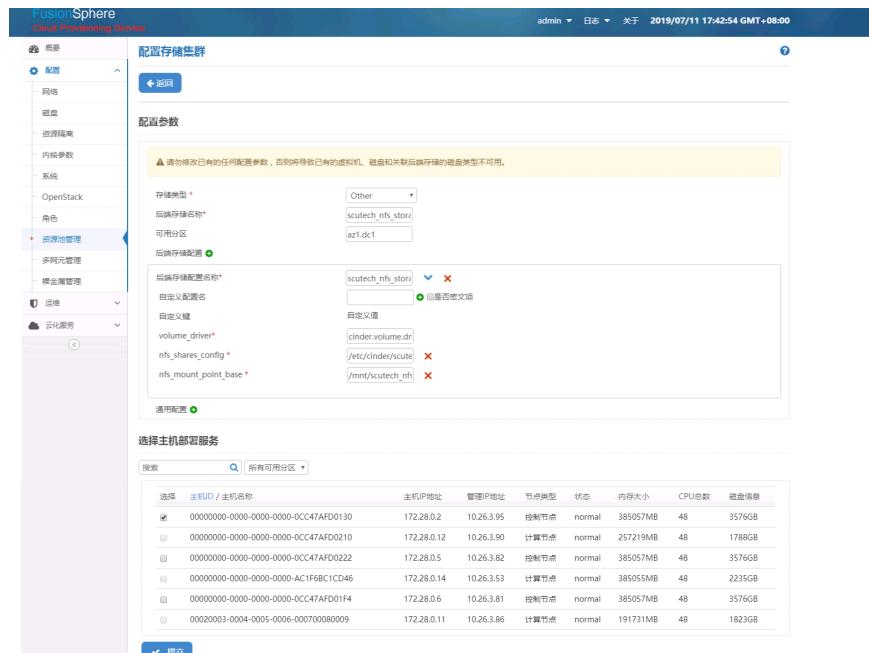 FusionSphere
Cloud Provisioning Service
admin 日志 关于 2019/07/11 17:42:54 GMT+08:00
概要
配置
网络
磁盘
资源隔离
内核参数
系统
OpenStack
角色
资源池管理
多网元管理
裸金属管理
运维
云化服务
配置存储集群
返回
配置参数
请勿修改已有的任何配置参数，否则将导致已有的虚拟机、磁盘和关联后端存储的磁盘类型不可用。
存储类型 * Other
后端存储名称* scutech_nfs_stora
可用分区 az1.dc1
后端存储配置
后端存储配置名称* scutech_nfs_stora
自定义配置名 是否密文项
自定义键 自定义值
volume_driver* cinder.volume.dri
nfs_shares_config * /etc/cinder/scute
nfs_mount_point_base * /mnt/scutech_nfs
通用配置
选择主机部署服务
搜索 所有可用分区
选择 主机ID / 主机名称 主机IP地址 管理IP地址 节点类型 状态 内存大小 CPU总数 磁盘信息
00000000-0000-0000-0000-0CC47AFD0130 172.28.0.2 10.26.3.95 控制节点 normal 385057MB 48 3576GB
00000000-0000-0000-0000-0CC47AFD0210 172.28.0.12 10.26.3.90 计算节点 normal 257219MB 48 1788GB
00000000-0000-0000-0000-0CC47AFD0222 172.28.0.5 10.26.3.82 控制节点 normal 385057MB 48 3576GB
00000000-0000-0000-0000-AC1F6BC1CD46 172.28.0.14 10.26.3.53 计算节点 normal 385055MB 48 2235GB
00000000-0000-0000-0000-0CC47AFD01F4 172.28.0.6 10.26.3.81 控制节点 normal 385057MB 48 3576GB
00020003-0004-0005-0006-000700080009 172.28.0.11 10.26.3.86 计算节点 normal 191731MB 48 1823GB
提交